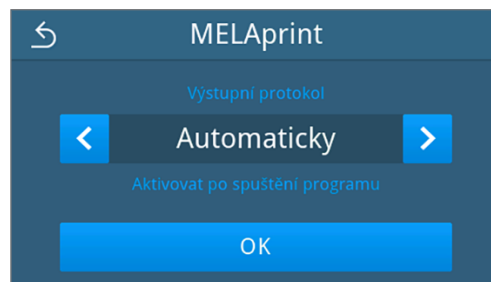 MELAprint
Výstupní protokol
Automaticky
Aktivovat po spuštění programu
OK